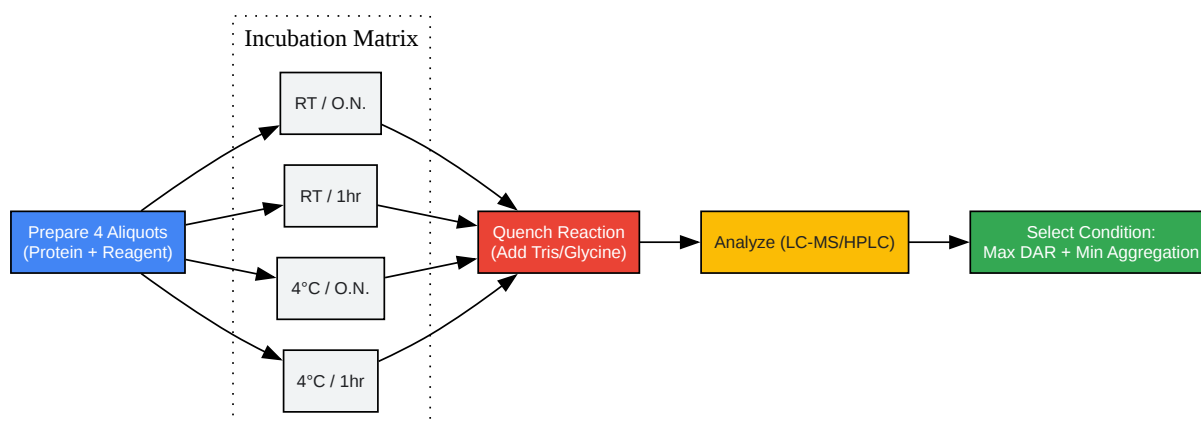 Incubation Matrix
RT / O.N.
RT / 1hr
4°C / O.N.
4°C / 1hr
Prepare 4 Aliquots
(Protein + Reagent)
Quench Reaction
(Add Tris/Glycine)
Analyze (LC-MS/HPLC)
Select Condition:
Max DAR + Min Aggregation